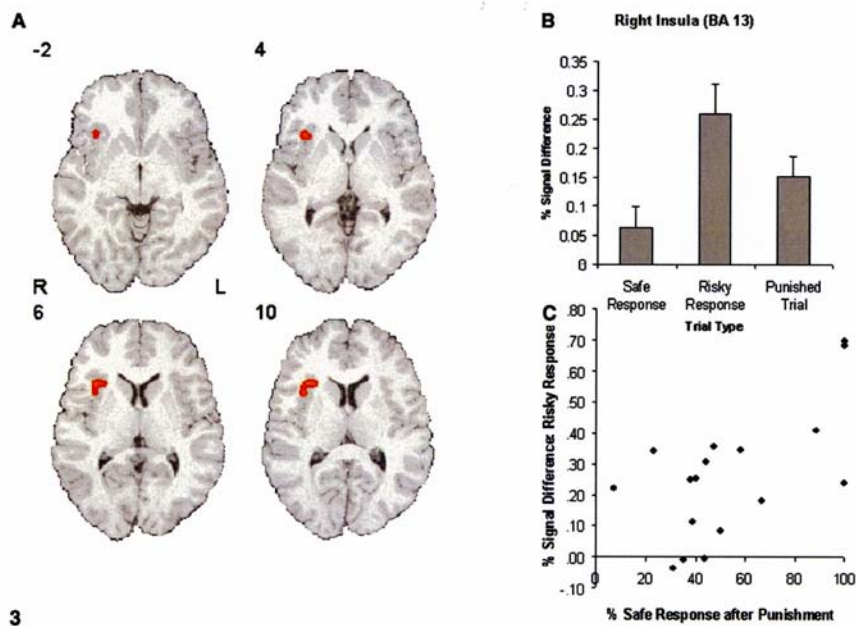 A
-2
4
R
L
6
10
3
B
Right Insula (BA 13)
% Signal Difference
0.35
0.3
0.25
0.2
0.15
0.1
0.05
0
Safe Response
Risky Response
Punished Trial
Trial Type
C
% Signal Difference: Risky Response
.80
.70
.60
.50
.40
.30
.20
.10
.00
-.10
0
20
40
60
80
100
% Safe Response after Punishment